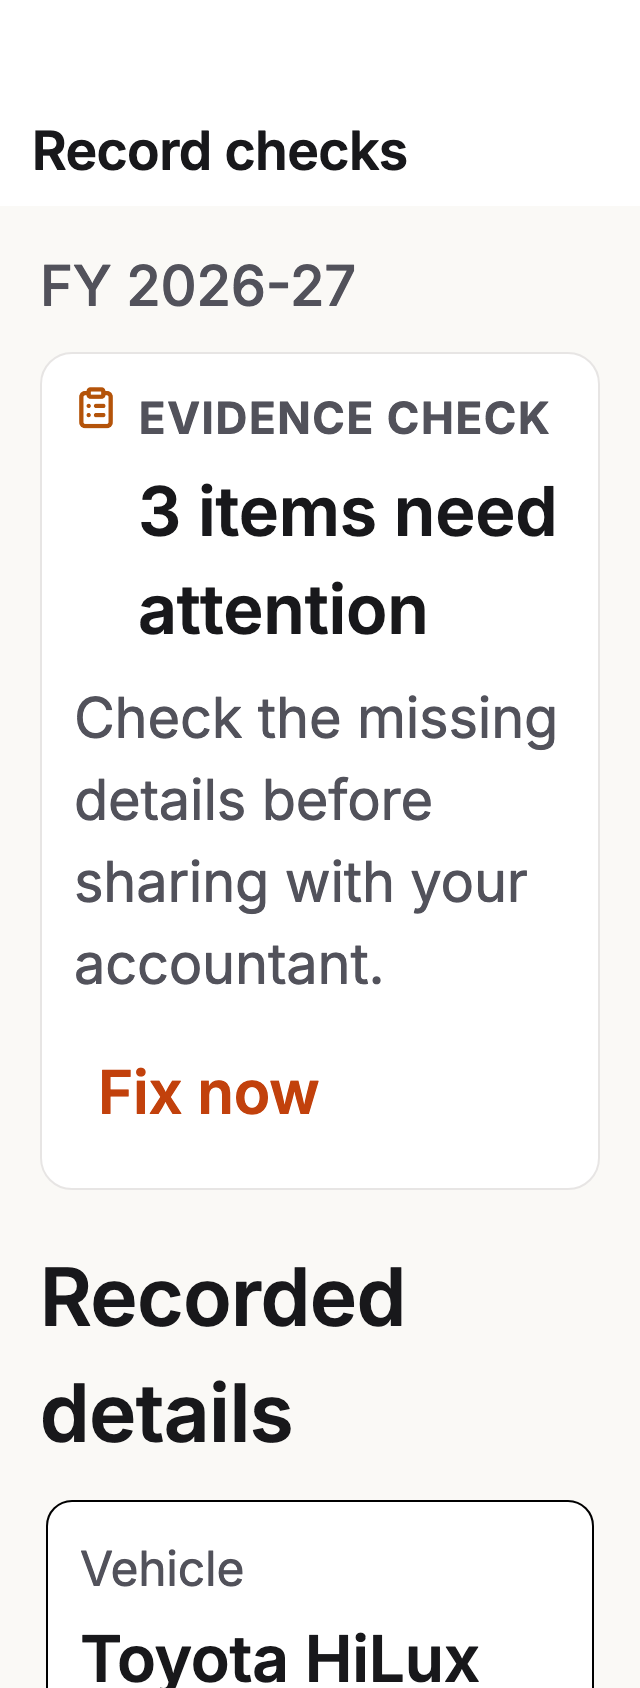 Record checks
FY 2026-27
EVIDENCE CHECK
3 items need
attention
Check the missing
details before
sharing with your
accountant.
Fix now
Recorded
details
Vehicle
Toyota HiLux